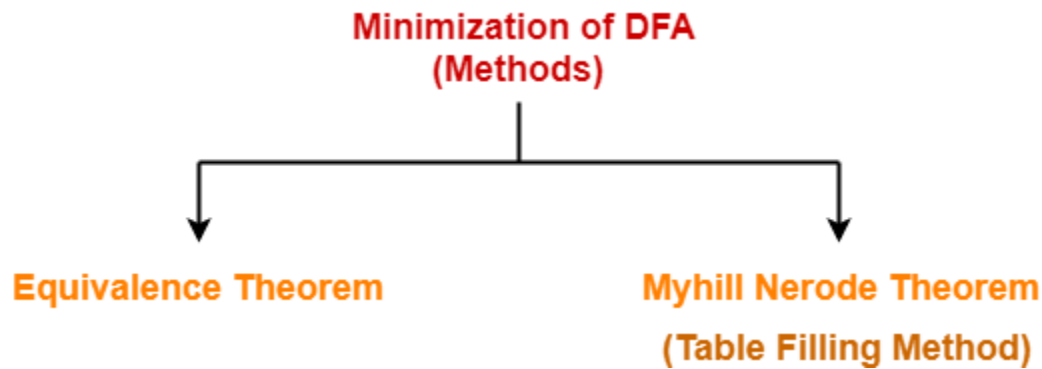 Minimization of DFA
(Methods)
Equivalence Theorem
Myhill Nerode Theorem
(Table Filling Method)